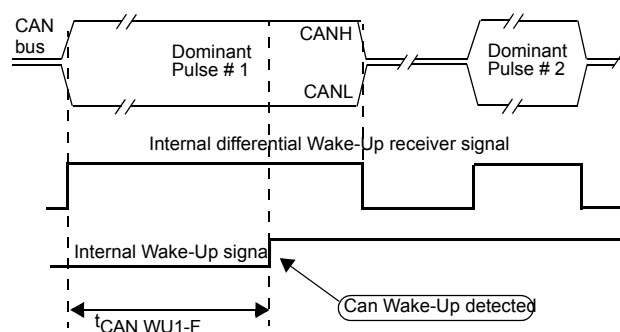 CAN
bus
CANH
Dominant
Pulse # 1
CANL
Dominant
Pulse # 2
Internal differential Wake-Up receiver signal
Internal Wake-Up signal
Can Wake-Up detected
tCAN WU1-F